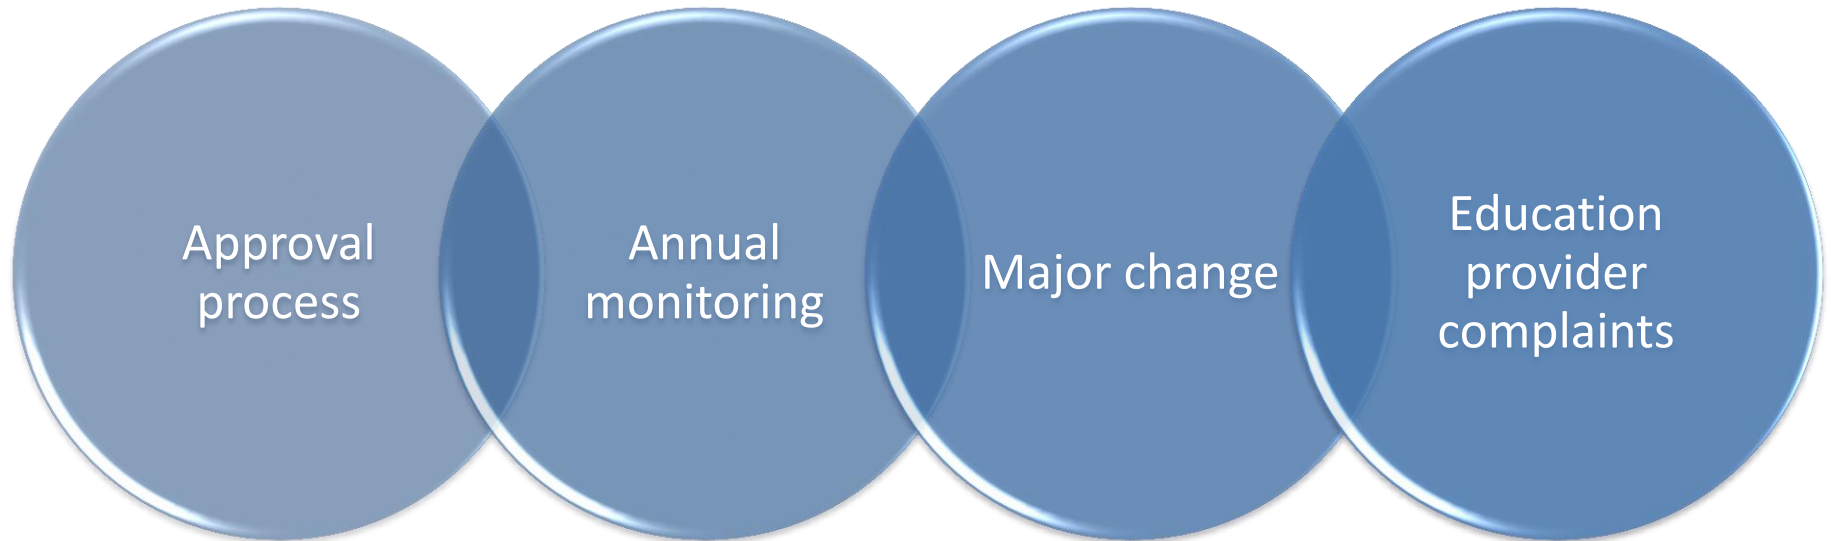 Approval
process
Annual
monitoring
Major change
Education
provider
complaints